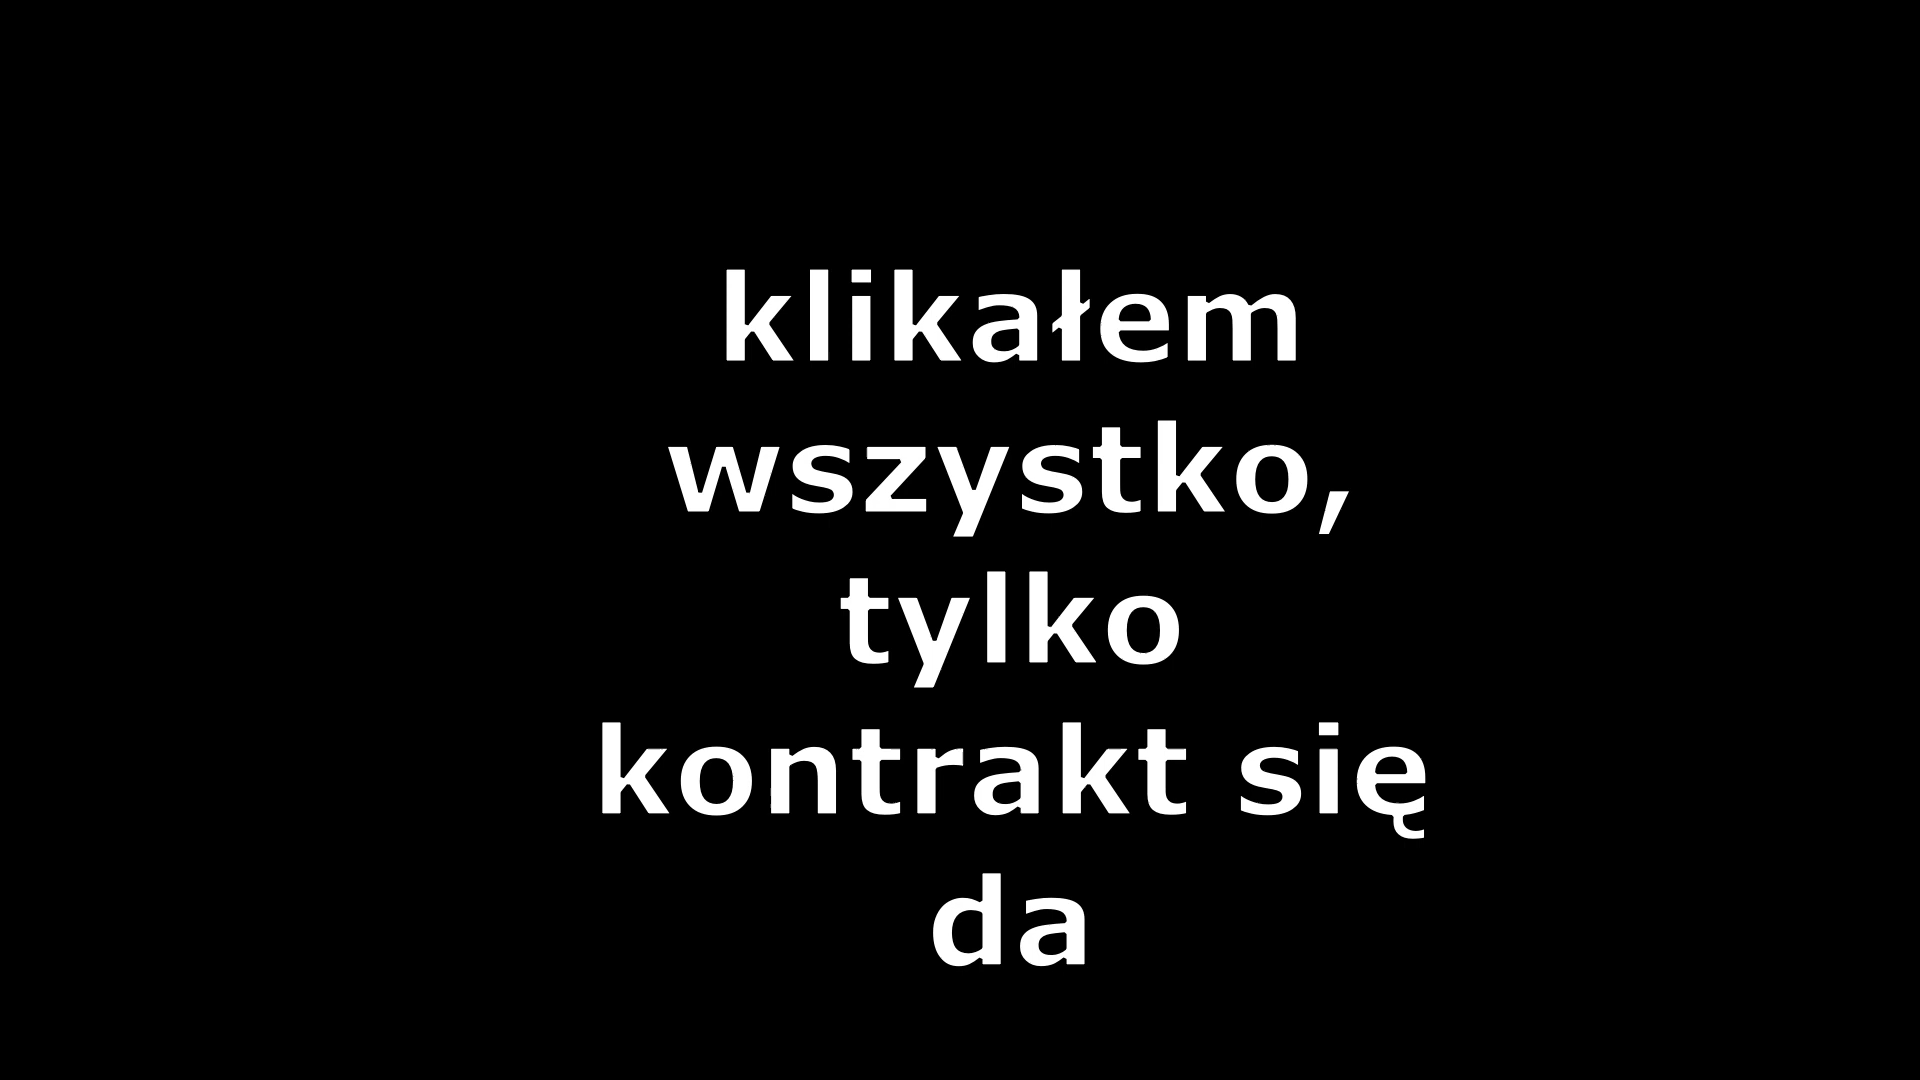 klikałem
wszystko,
tylko
kontrakt się
da